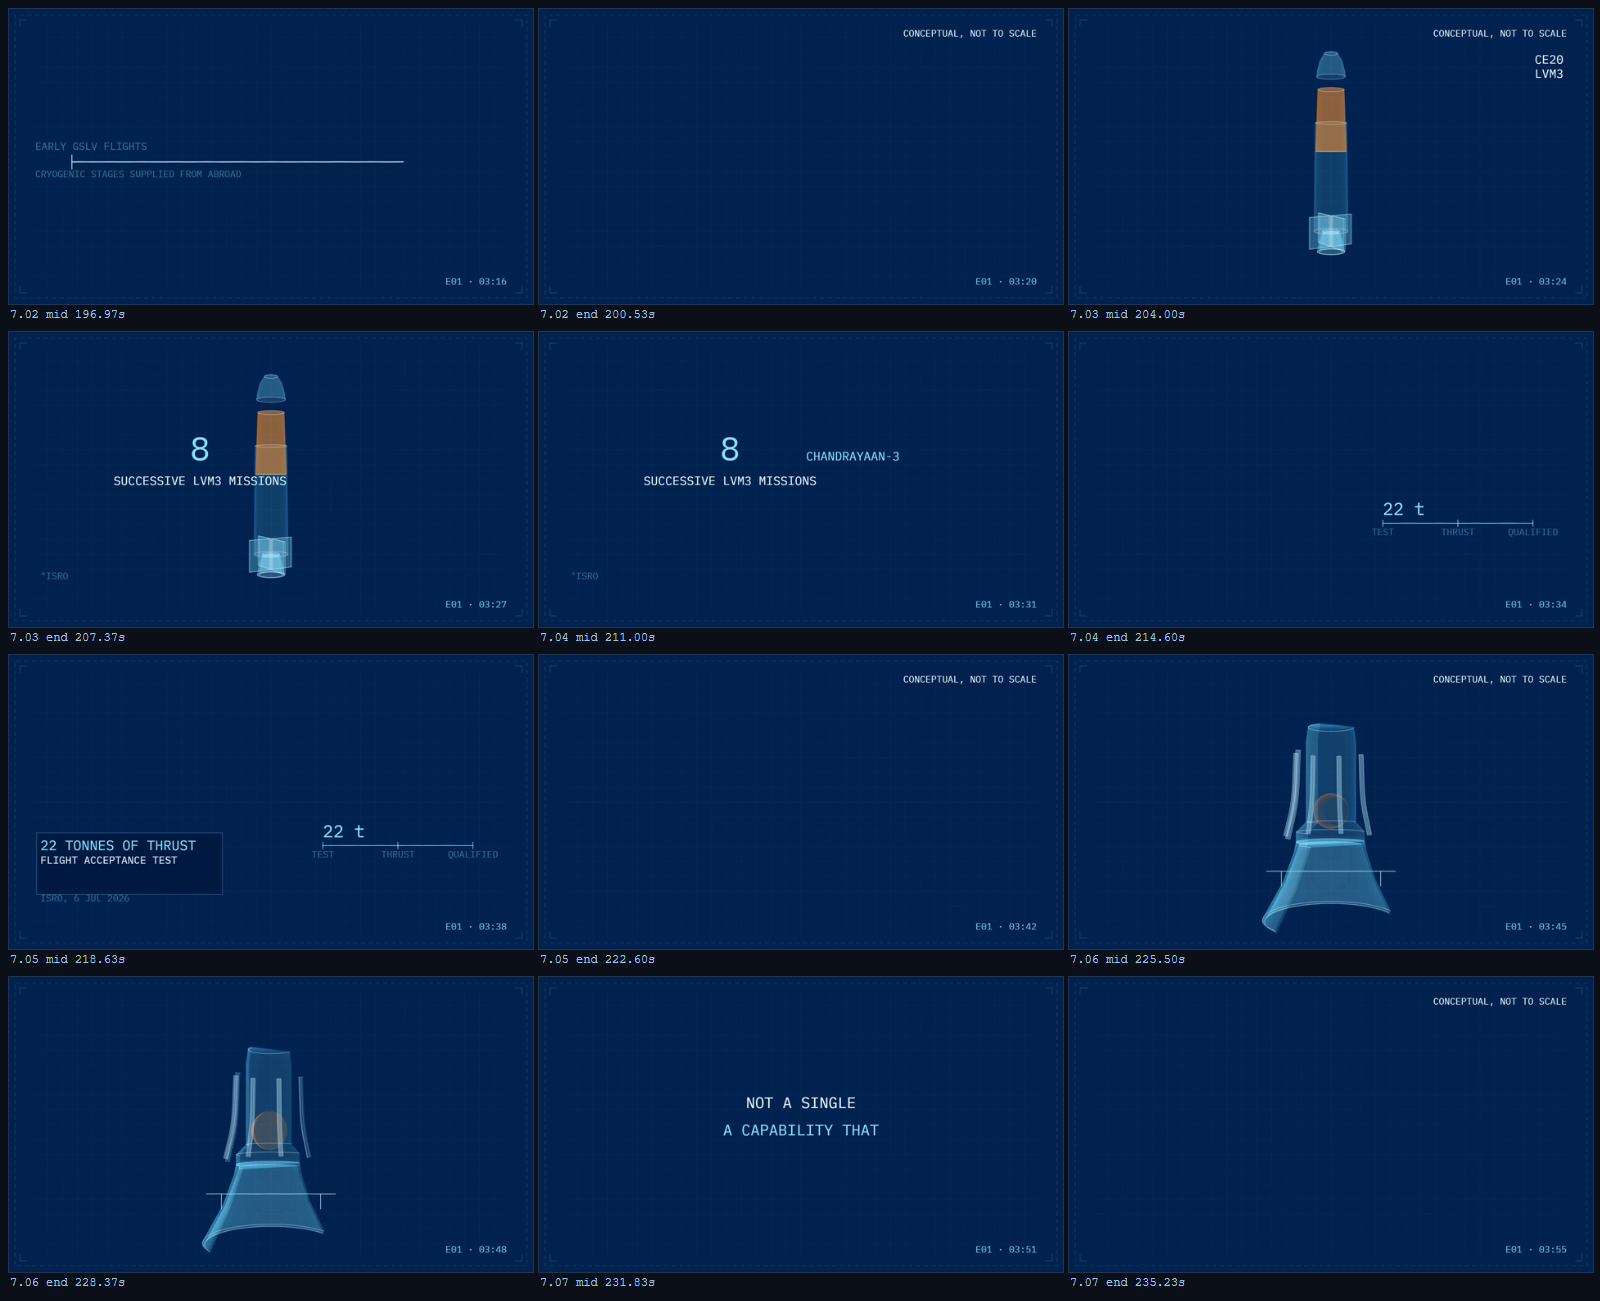 EARLY GSLV FLIGHTS
CRYOGENIC STAGES SUPPLIED FROM ABROAD
E01 · 03:16
7.02 mid 196.97s
CONCEPTUAL, NOT TO SCALE
E01 · 03:20
7.02 end 200.53s
CONCEPTUAL, NOT TO SCALE
CE20
LVM3
E01 · 03:24
7.03 mid 204.00s
8
SUCCESSIVE LVM3 MISSIONS
"ISRO
E01 · 03:27
7.03 end 207.37s
8
CHANDRAYAAN-3
SUCCESSIVE LVM3 MISSIONS
"ISRO
E01 · 03:31
7.04 mid 211.00s
22 t
TEST THRUST QUALIFIED
E01 · 03:34
7.04 end 214.60s
22 t
TEST THRUST QUALIFIED
22 TONNES OF THRUST
FLIGHT ACCEPTANCE TEST
ISRO, 6 JUL 2026
E01 · 03:38
7.05 mid 218.63s
CONCEPTUAL, NOT TO SCALE
E01 · 03:42
7.05 end 222.60s
CONCEPTUAL, NOT TO SCALE
E01 · 03:45
7.06 mid 225.50s
E01 · 03:48
7.06 end 228.37s
NOT A SINGLE
A CAPABILITY THAT
E01 · 03:51
7.07 mid 231.83s
CONCEPTUAL, NOT TO SCALE
E01 · 03:55
7.07 end 235.23s